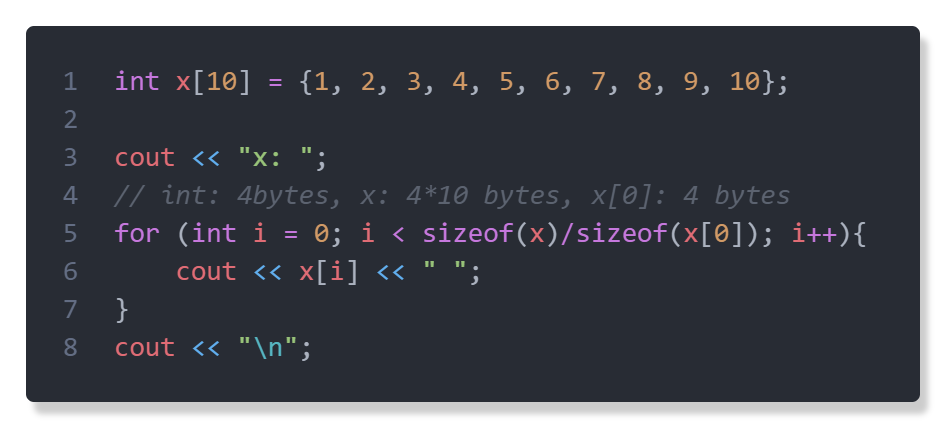 1 int x[10] = {1, 2, 3, 4, 5, 6, 7, 8, 9, 10};
2
3 cout << "x: ";
4 // int: 4bytes, x: 4*10 bytes, x[0]: 4 bytes
5 for (int i = 0; i < sizeof(x)/sizeof(x[0]); i++){
6     cout << x[i] << " ";
7 }
8 cout << "\n";